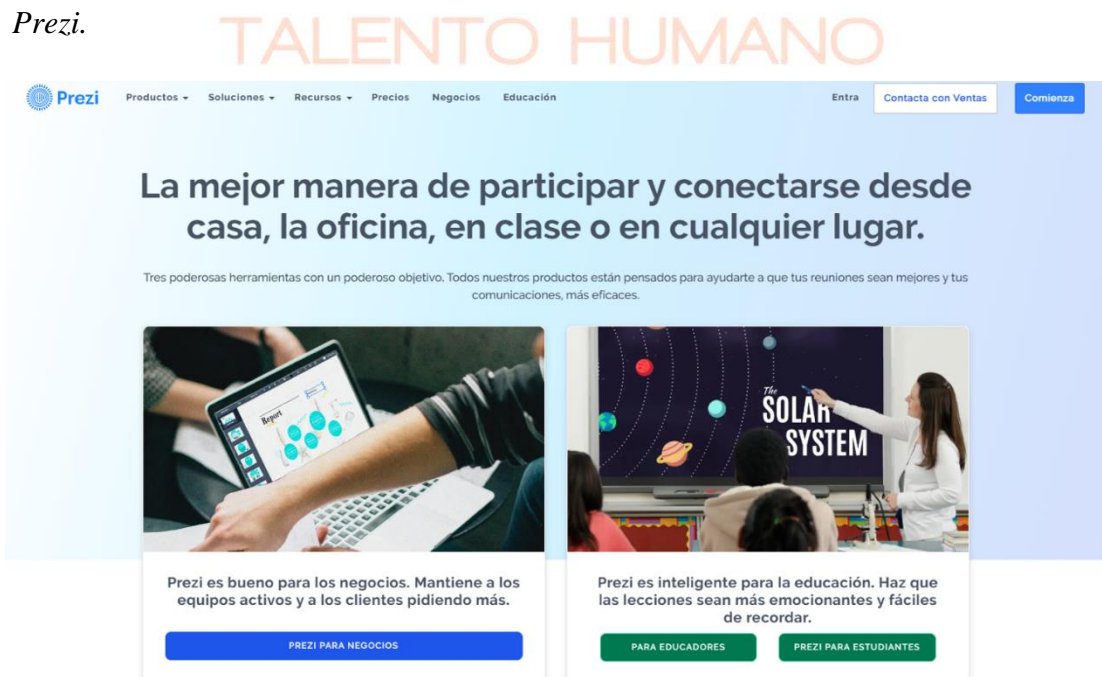 Prezi.
TALENTO HUMANO
Prezi
Productos
Soluciones
Recursos
Precios
Negocios
Educación
Entra
Contacta con Ventas
Comienza
La mejor manera de participar y conectarse desde
casa, la oficina, en clase o en cualquier lugar.
Tres poderosas herramientas con un poderoso objetivo. Todos nuestros productos están pensados para ayudarte a que tus reuniones sean mejores y tus
comunicaciones, más eficaces.
Report
The
SOLAR
SYSTEM
Prezi es bueno para los negocios. Mantiene a los
equipos activos y a los clientes pidiendo más.
PREZI PARA NEGOCIOS
Prezi es inteligente para la educación. Haz que
las lecciones sean más emocionantes y fáciles
de recordar.
PARA EDUCADORES
PREZI PARA ESTUDIANTES